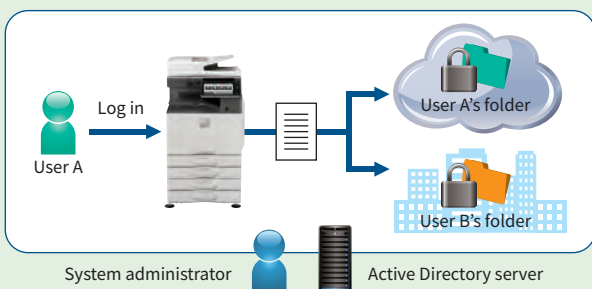 Log in
User A
User A's folder
User B's folder
System administrator
Active Directory server